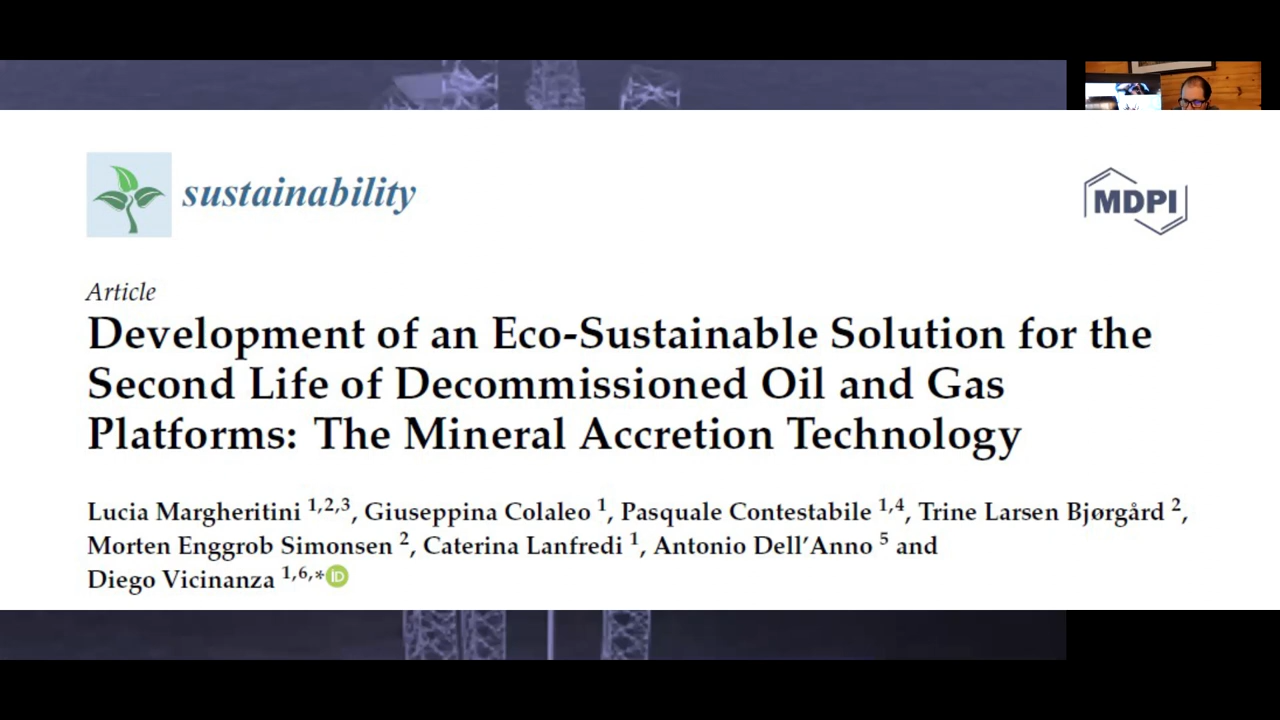 sustainability
MDPI
Article
Development of an Eco-Sustainable Solution for the
Second Life of Decommissioned Oil and Gas
Platforms: The Mineral Accretion Technology
Lucia Margheritini 1,2,3, Giuseppina Colaleo 1, Pasquale Contestabile 1,4, Trine Larsen Bjørgård 2,
Morten Enggrob Simonsen 2, Caterina Lanfredi 1, Antonio Dell'Anno 5 and
Diego Vicinanza 1,6,* iD